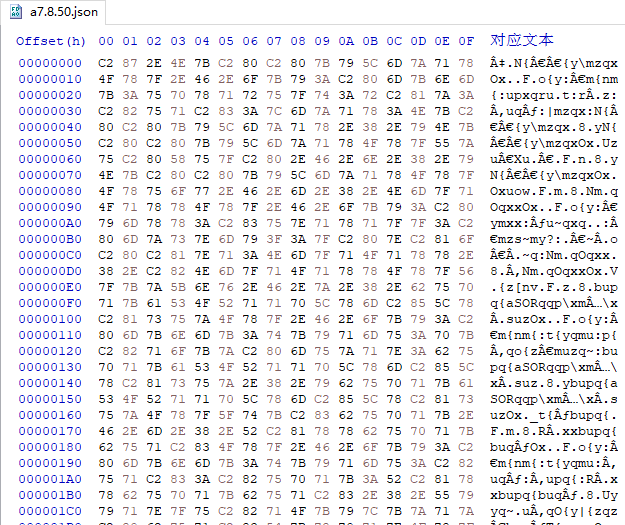 a7.8.50.json
Offset(h) 00 01 02 03 04 05 06 07 08 09 0A 0B 0C 0D 0E 0F 对应文本
00000000 C2 87 2E 4E 7B C2 80 C2 80 7B 79 5C 6D 7A 71 78 Â‡.N{Â€Â€{y\mzqx
00000010 4F 78 7F 2E 46 2E 6F 7B 79 3A C2 80 6D 7B 6E 6D Ox..F.o{y:Â€m{nm
00000020 7B 3A 75 70 78 71 72 75 7F 74 3A 72 C2 81 7A 3A {:upxqru.t:rÂ.z:
00000030 C2 82 75 71 C2 83 3A 7C 6D 7A 71 78 3A 4E 7B C2 Â‚uqÂƒ:|mzqx:N{Â
00000040 80 C2 80 7B 79 5C 6D 7A 71 78 2E 38 2E 79 4E 7B €Â€{y\mzqx.8.yN{
00000050 C2 80 C2 80 7B 79 5C 6D 7A 71 78 4F 78 7F 55 7A Â€Â€{y\mzqxOx.Uz
00000060 75 C2 80 58 75 7F C2 80 2E 46 2E 6E 2E 38 2E 79 uÂ€Xu.Â€.F.n.8.y
00000070 4E 7B C2 80 C2 80 7B 79 5C 6D 7A 71 78 4F 78 7F N{Â€Â€{y\mzqxOx.
00000080 4F 78 75 6F 77 2E 46 2E 6D 2E 38 2E 4E 6D 7F 71 Oxuow.F.m.8.Nm.q
00000090 4F 71 78 78 4F 78 7F 2E 46 2E 6F 7B 79 3A C2 80 OqxxOx..F.o{y:Â€
000000A0 79 6D 78 78 3A C2 83 75 7E 71 78 71 7F 7F 3A C2 ymxx:Âƒu~qxq..:Â
000000B0 80 6D 7A 73 7E 6D 79 3F 3A 7F C2 80 7E C2 81 6F €mzs~my?:.Â€~Â.o
000000C0 C2 80 C2 81 7E 71 3A 4E 6D 7F 71 4F 71 78 78 2E Â€Â.~q:Nm.qOqxx.
000000D0 38 2E C2 82 4E 6D 7F 71 4F 71 78 78 4F 78 7F 56 8.Â‚Nm.qOqxxOx.V
000000E0 7F 7B 7A 5B 6E 76 2E 46 2E 7A 2E 38 2E 62 75 70 .{z[nv.F.z.8.bup
000000F0 71 7B 61 53 4F 52 71 71 70 5C 78 6D C2 85 5C 78 q{aSORqqp\xmÂ…\x
00000100 C2 81 73 75 7A 4F 78 7F 2E 46 2E 6F 7B 79 3A C2 Â.suzOx..F.o{y:Â
00000110 80 6D 7B 6E 6D 7B 3A 74 7B 79 71 6D 75 3A 70 7B €m{nm{:t{yqmu:p{
00000120 C2 82 71 6F 7B 7A C2 80 6D 75 7A 71 7E 3A 62 75 Â‚qo{zÂ€muzq~:bu
00000130 70 71 7B 61 53 4F 52 71 71 70 5C 78 6D C2 85 5C pq{aSORqqp\xmÂ…\
00000140 78 C2 81 73 75 7A 2E 38 2E 79 62 75 70 71 7B 61 xÂ.suz.8.ybupq{a
00000150 53 4F 52 71 71 70 5C 78 6D C2 85 5C 78 C2 81 73 SORqqp\xmÂ…\xÂ.s
00000160 75 7A 4F 78 7F 5F 74 7B C2 83 62 75 70 71 7B 2E uzOx._t{Âƒbupq{.
00000170 46 2E 6D 2E 38 2E 52 C2 81 78 78 62 75 70 71 7B F.m.8.RÂ.xxbupq{
00000180 62 75 71 C2 83 4F 78 7F 2E 46 2E 6F 7B 79 3A C2 buqÂƒOx..F.o{y:Â
00000190 80 6D 7B 6E 6D 7B 3A 74 7B 79 71 6D 75 3A C2 82 €m{nm{:t{yqmu:Â‚
000001A0 75 71 C2 83 3A C2 82 75 70 71 7B 3A 52 C2 81 78 uqÂƒ:Â‚upq{:RÂ.x
000001B0 78 62 75 70 71 7B 62 75 71 C2 83 2E 38 2E 55 79 xbupq{buqÂƒ.8.Uy
000001C0 79 71 7E 7F 75 C2 82 71 4F 7B 79 7C 7B 7A 71 7A yq~.uÂ‚qO{y|{zqz